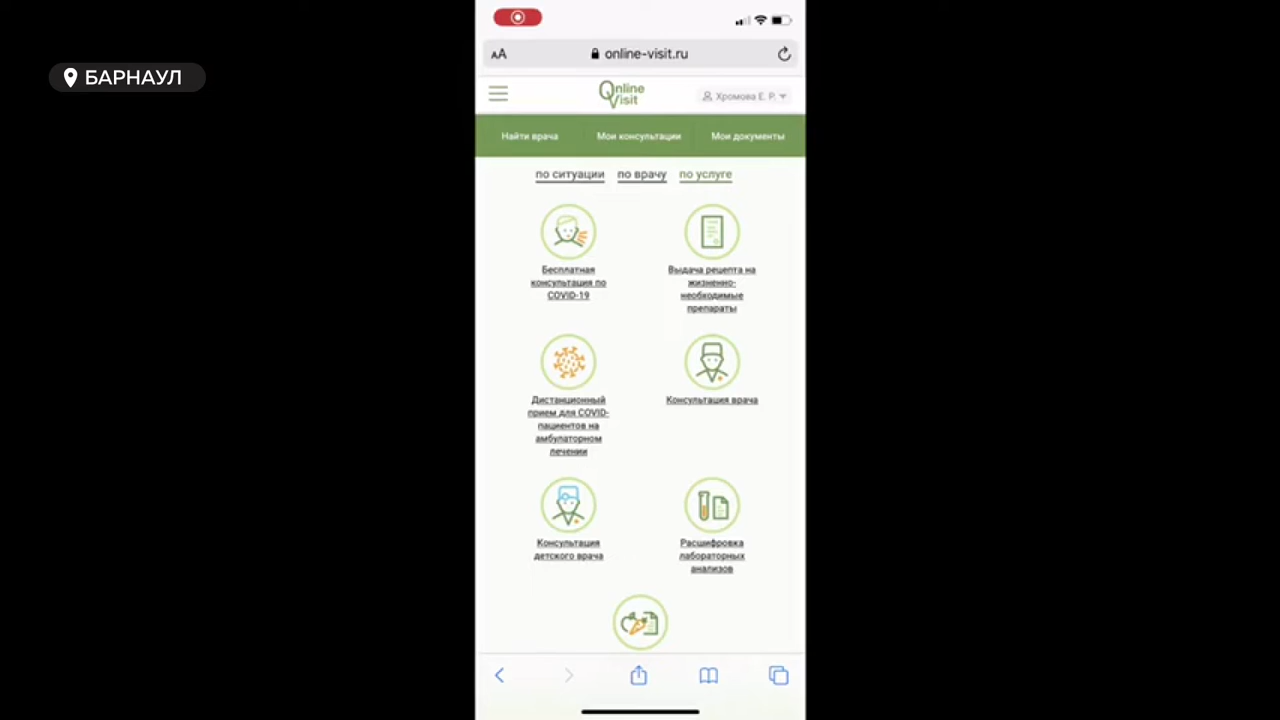 БАРНАУЛ
AA
online-visit.ru
Online
Visit
Хромова Е. Р.
Найти врача
Мои консультации
Мои документы
по ситуации
по врачу
по услуге
Бесплатная
консультация по
COVID-19
Выдача рецепта на
жизненно-
необходимые
препараты
Дистанционный
прием для COVID-
пациентов на
амбулаторном
лечении
Консультация врача
Консультация
детского врача
Расшифровка
лабораторных
анализов